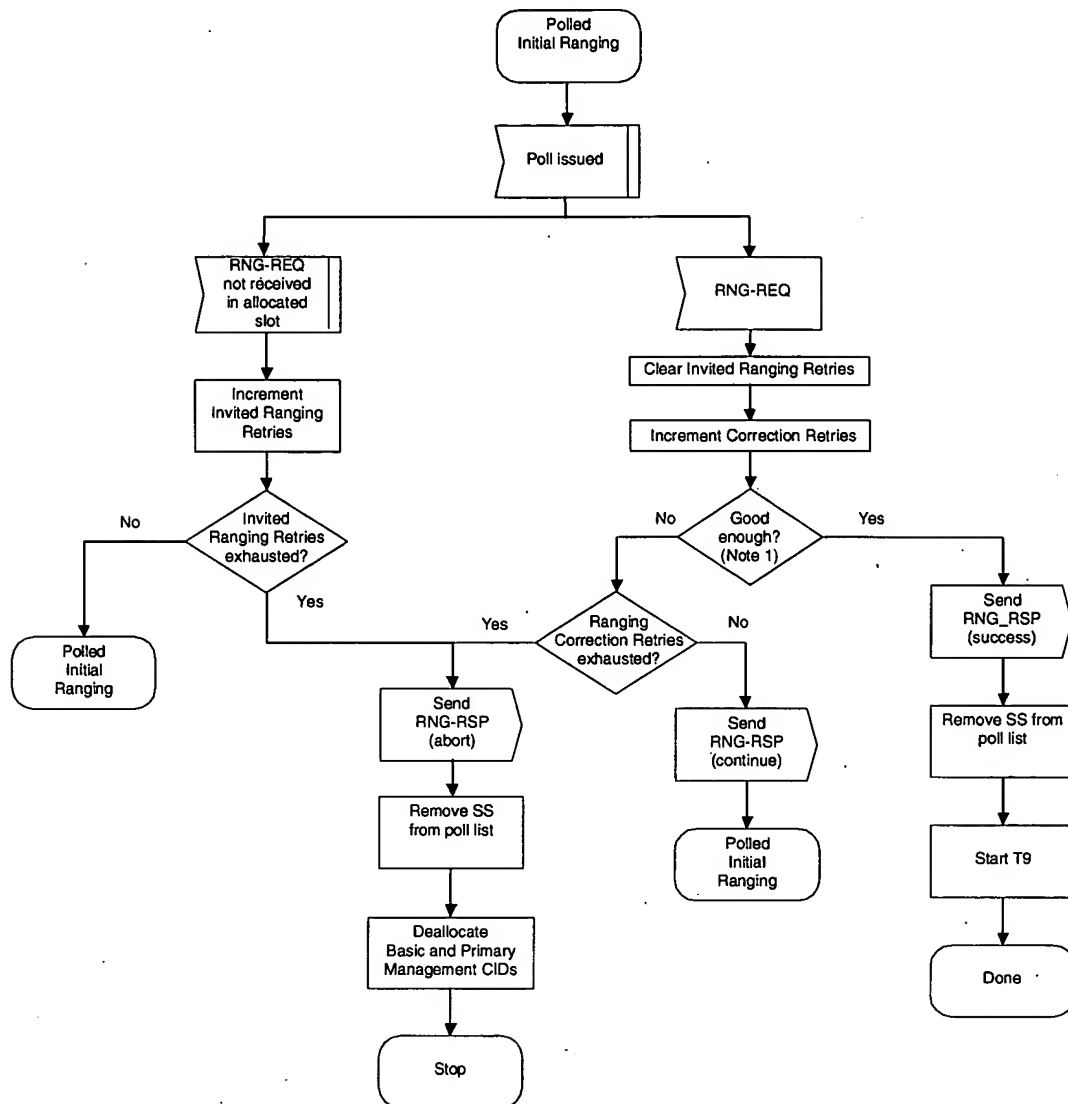 Polled
Initial Ranging
Poll issued
RNG-REQ
not received
in allocated
slot
RNG-REQ
Clear Invited Ranging Retries
Increment
Invited Ranging
Retries
Increment Correction Retries
No
Invited
Ranging Retries
exhausted?
Yes
No
Good
enough?
(Note 1)
Yes
Polled
Initial
Ranging
Yes
Ranging
Correction Retries
exhausted?
No
Send
RNG_RSP
(success)
Send
RNG-RSP
(abort)
Send
RNG-RSP
(continue)
Remove SS from
poll list
Remove SS
from poll list
Polled
Initial
Ranging
Start T9
Deallocate
Basic and Primary
Management CIDs
Done
Stop